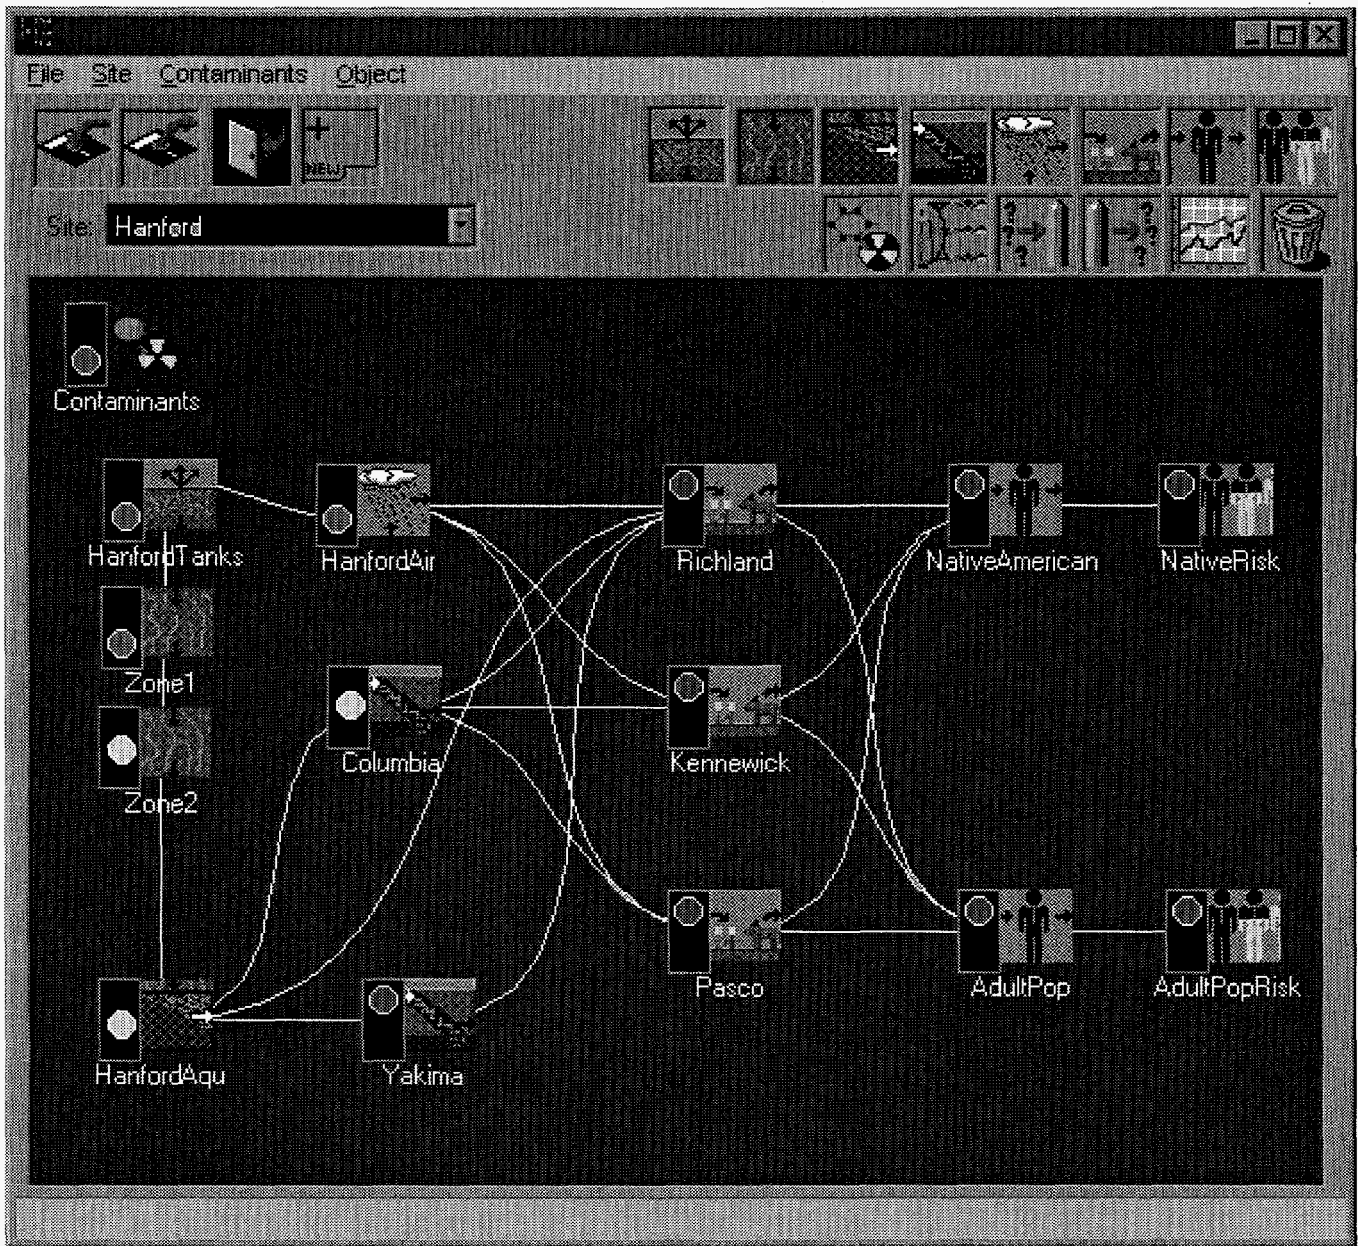 File Site Contaminants Object
+
NEW
Site: Hanford
? ? ? ? ? ?
Contaminants
HanfordTanks HanfordAir Richland NativeAmerican NativeRisk
Zone1
Columbia Kennewick
Zone2
Pasco AdultPop AdultPopRisk
HanfordAqu Yakima